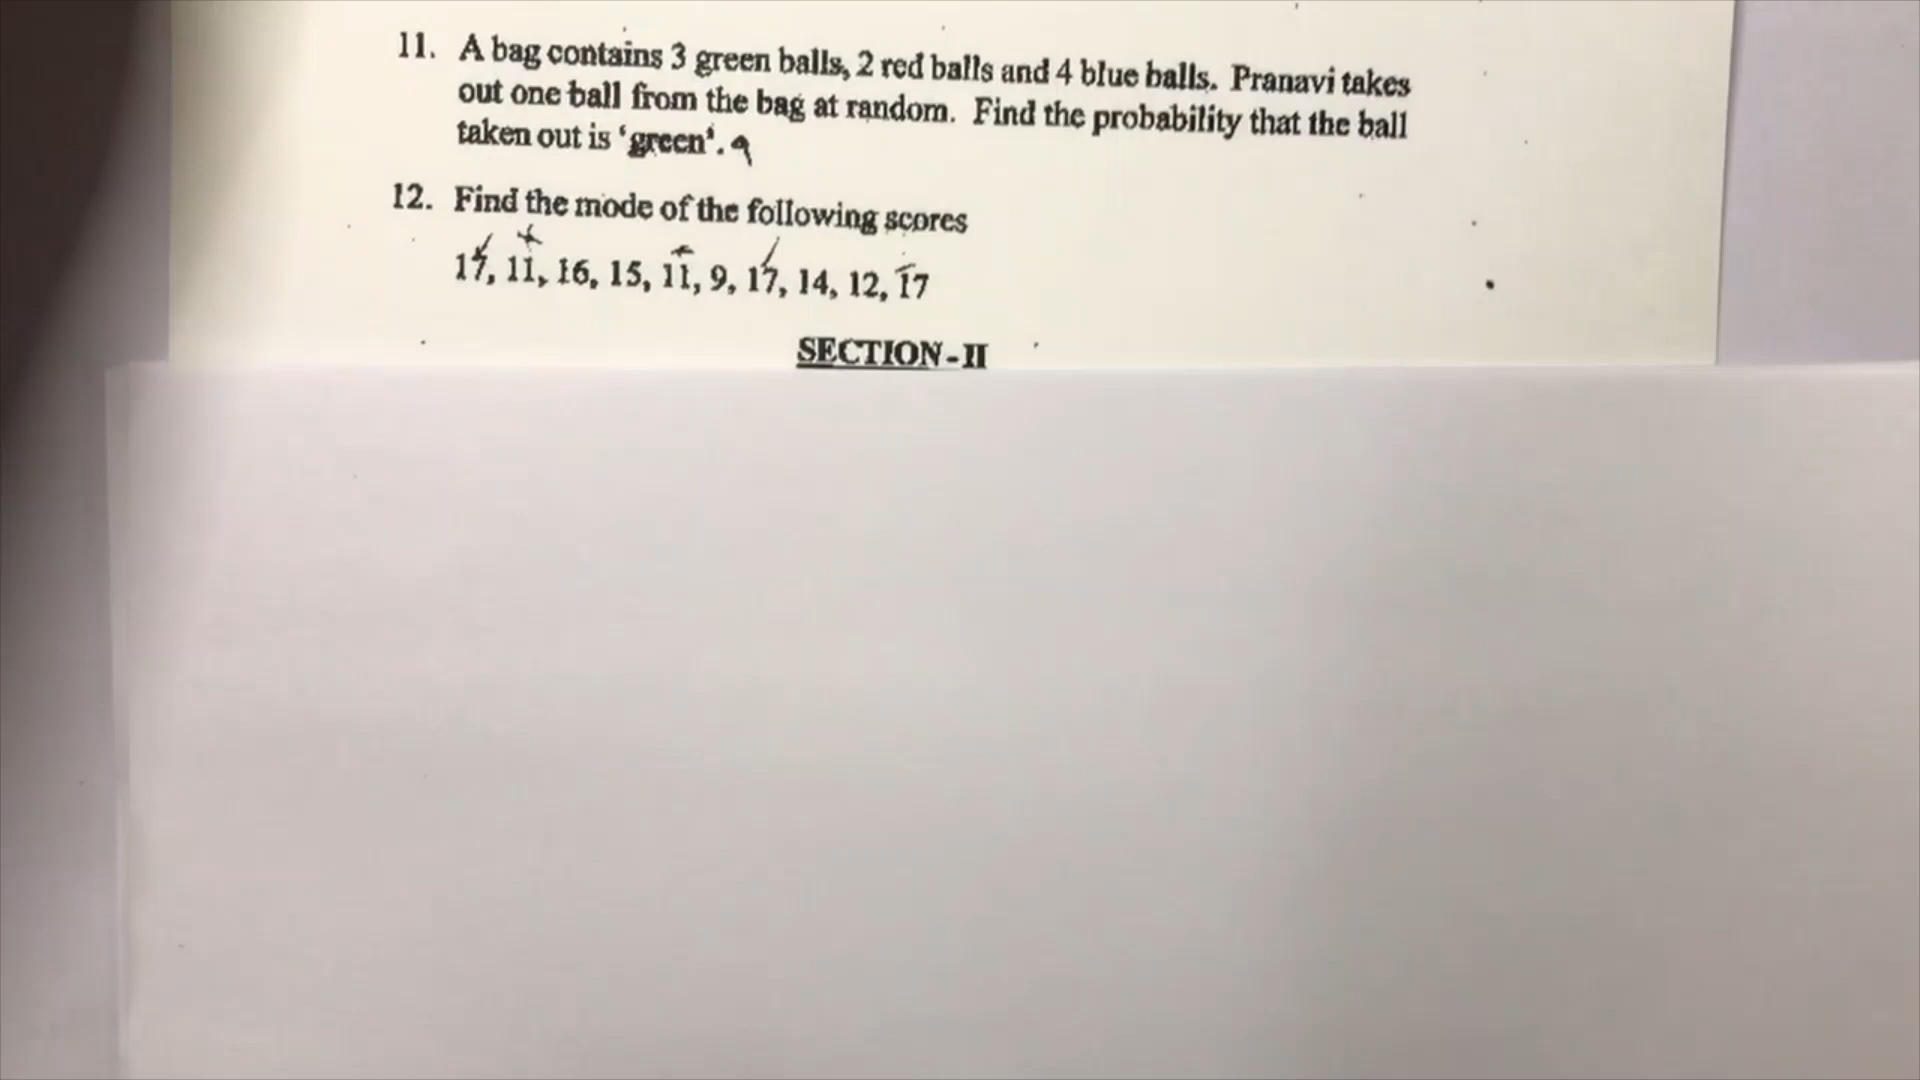 11. A bag contains 3 green balls, 2 red balls and 4 blue balls. Pranavi takes
out one ball from the bag at random. Find the probability that the ball
taken out is ‘green’. 9
12. Find the mode of the following scores
17, 11, 16, 15, 11, 9, 17, 14, 12, 17
SECTION-II